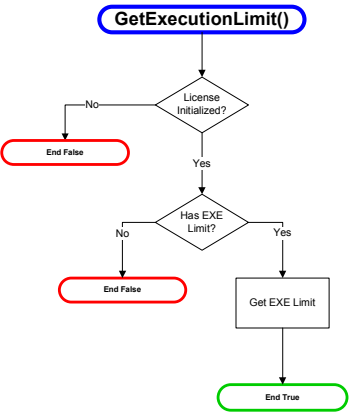 GetExecutionLimit()
License
Initialized?
No
End False
Yes
Has EXE
Limit?
No
Yes
End False
Get EXE Limit
End True